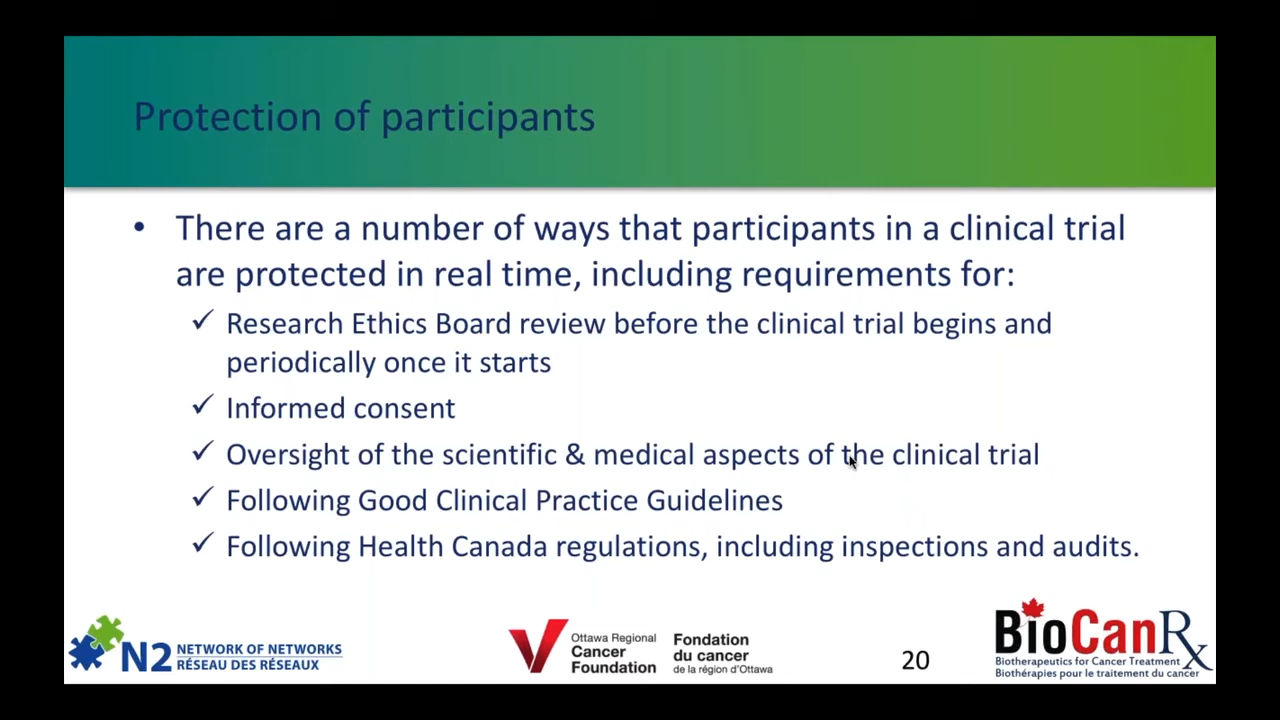 Protection of participants
• There are a number of ways that participants in a clinical trial
are protected in real time, including requirements for:
✓ Research Ethics Board review before the clinical trial begins and
periodically once it starts
✓ Informed consent
✓ Oversight of the scientific & medical aspects of the clinical trial
✓ Following Good Clinical Practice Guidelines
✓ Following Health Canada regulations, including inspections and audits.
N2 NETWORK OF NETWORKS
RÉSEAU DES RÉSEAUX
Ottawa Regional
Cancer
Foundation
Fondation
du cancer
de la région d'Ottawa
20
BioCanRx
Biotherapeutics for Cancer Treatment
Biothérapies pour le traitement du cancer